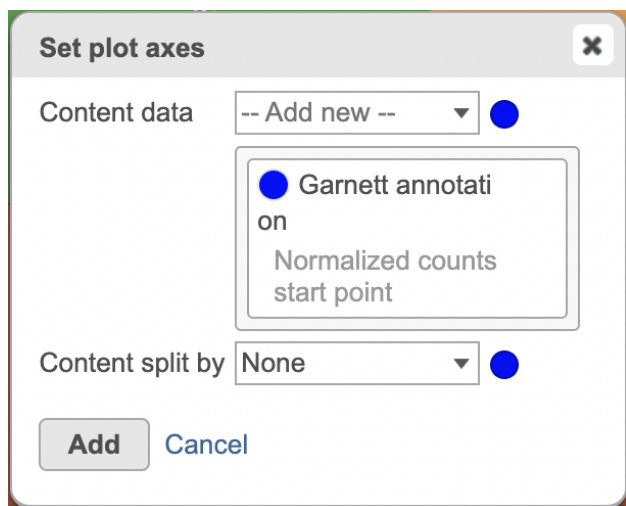 Set plot axes
Content data -- Add new --
Garnett annotati
on
Normalized counts
start point
Content split by None
Add Cancel